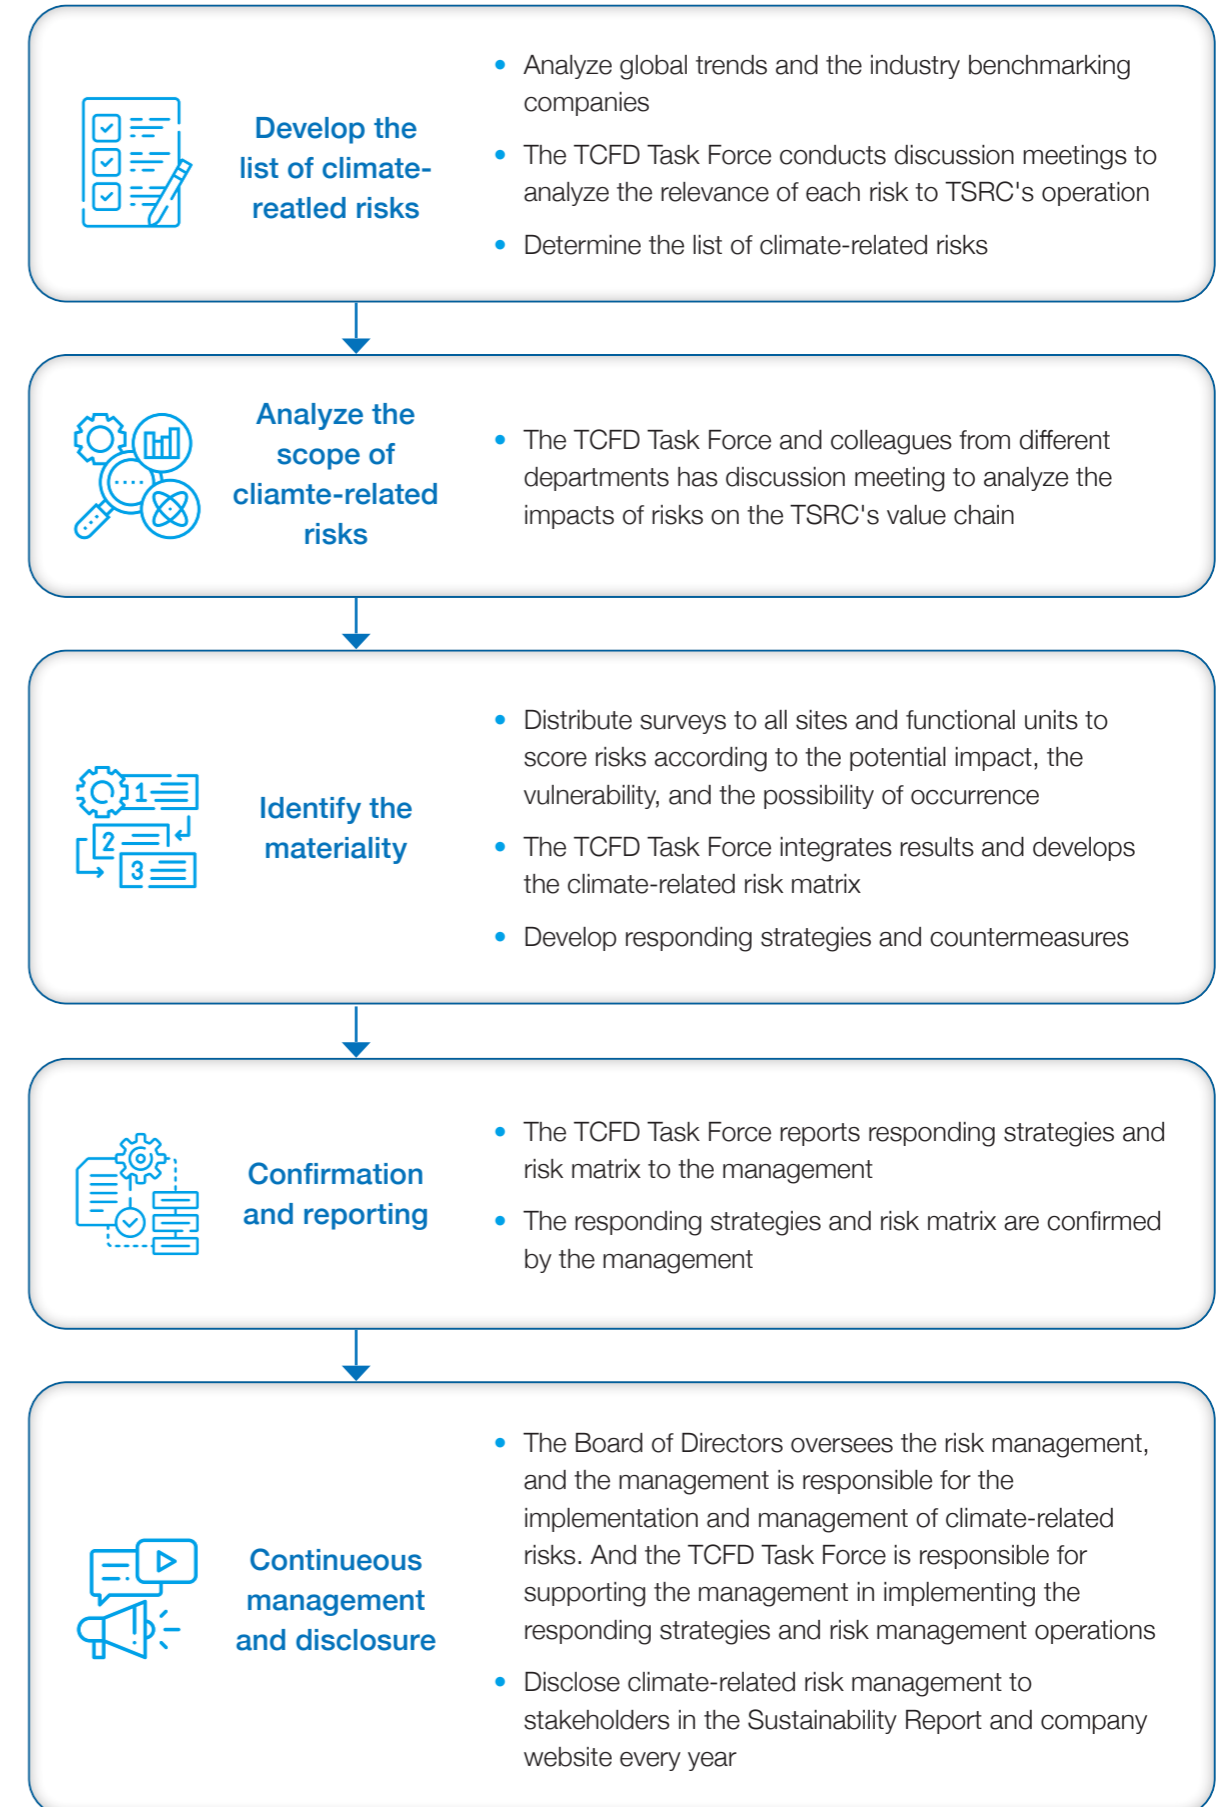 Develop the
list of climate-
reatled risks
• Analyze global trends and the industry benchmarking
companies
• The TCFD Task Force conducts discussion meetings to
analyze the relevance of each risk to TSRC's operation
• Determine the list of climate-related risks
Analyze the
scope of
cliamte-related
risks
• The TCFD Task Force and colleagues from different
departments has discussion meeting to analyze the
impacts of risks on the TSRC's value chain
1
2
3
Identify the
materiality
• Distribute surveys to all sites and functional units to
score risks according to the potential impact, the
vulnerability, and the possibility of occurrence
• The TCFD Task Force integrates results and develops
the climate-related risk matrix
• Develop responding strategies and countermeasures
Confirmation
and reporting
• The TCFD Task Force reports responding strategies and
risk matrix to the management
• The responding strategies and risk matrix are confirmed
by the management
Continueous
management
and disclosure
• The Board of Directors oversees the risk management,
and the management is responsible for the
implementation and management of climate-related
risks. And the TCFD Task Force is responsible for
supporting the management in implementing the
responding strategies and risk management operations
• Disclose climate-related risk management to
stakeholders in the Sustainability Report and company
website every year